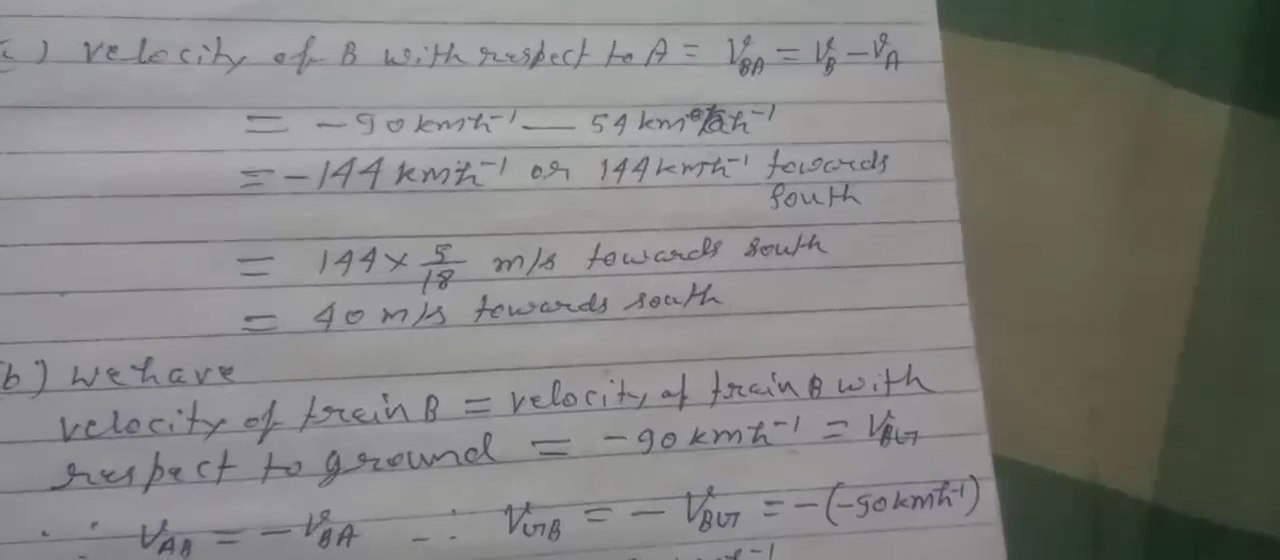 ) velocity of B with respect to A = V_BA = V_B − V_A
= −90 kmh⁻¹ — 54 km h⁻¹
= −144 kmh⁻¹ or 144 kmh⁻¹ towards
south
= 144 × 5/18 m/s towards south
= 40 m/s towards south
b) we have
velocity of train B = velocity of train B with
respect to ground = −90 kmh⁻¹ = V_BG
∴ V_AB = −V_BA ∴ V_GB = − V_BG = −(−90 kmh⁻¹)